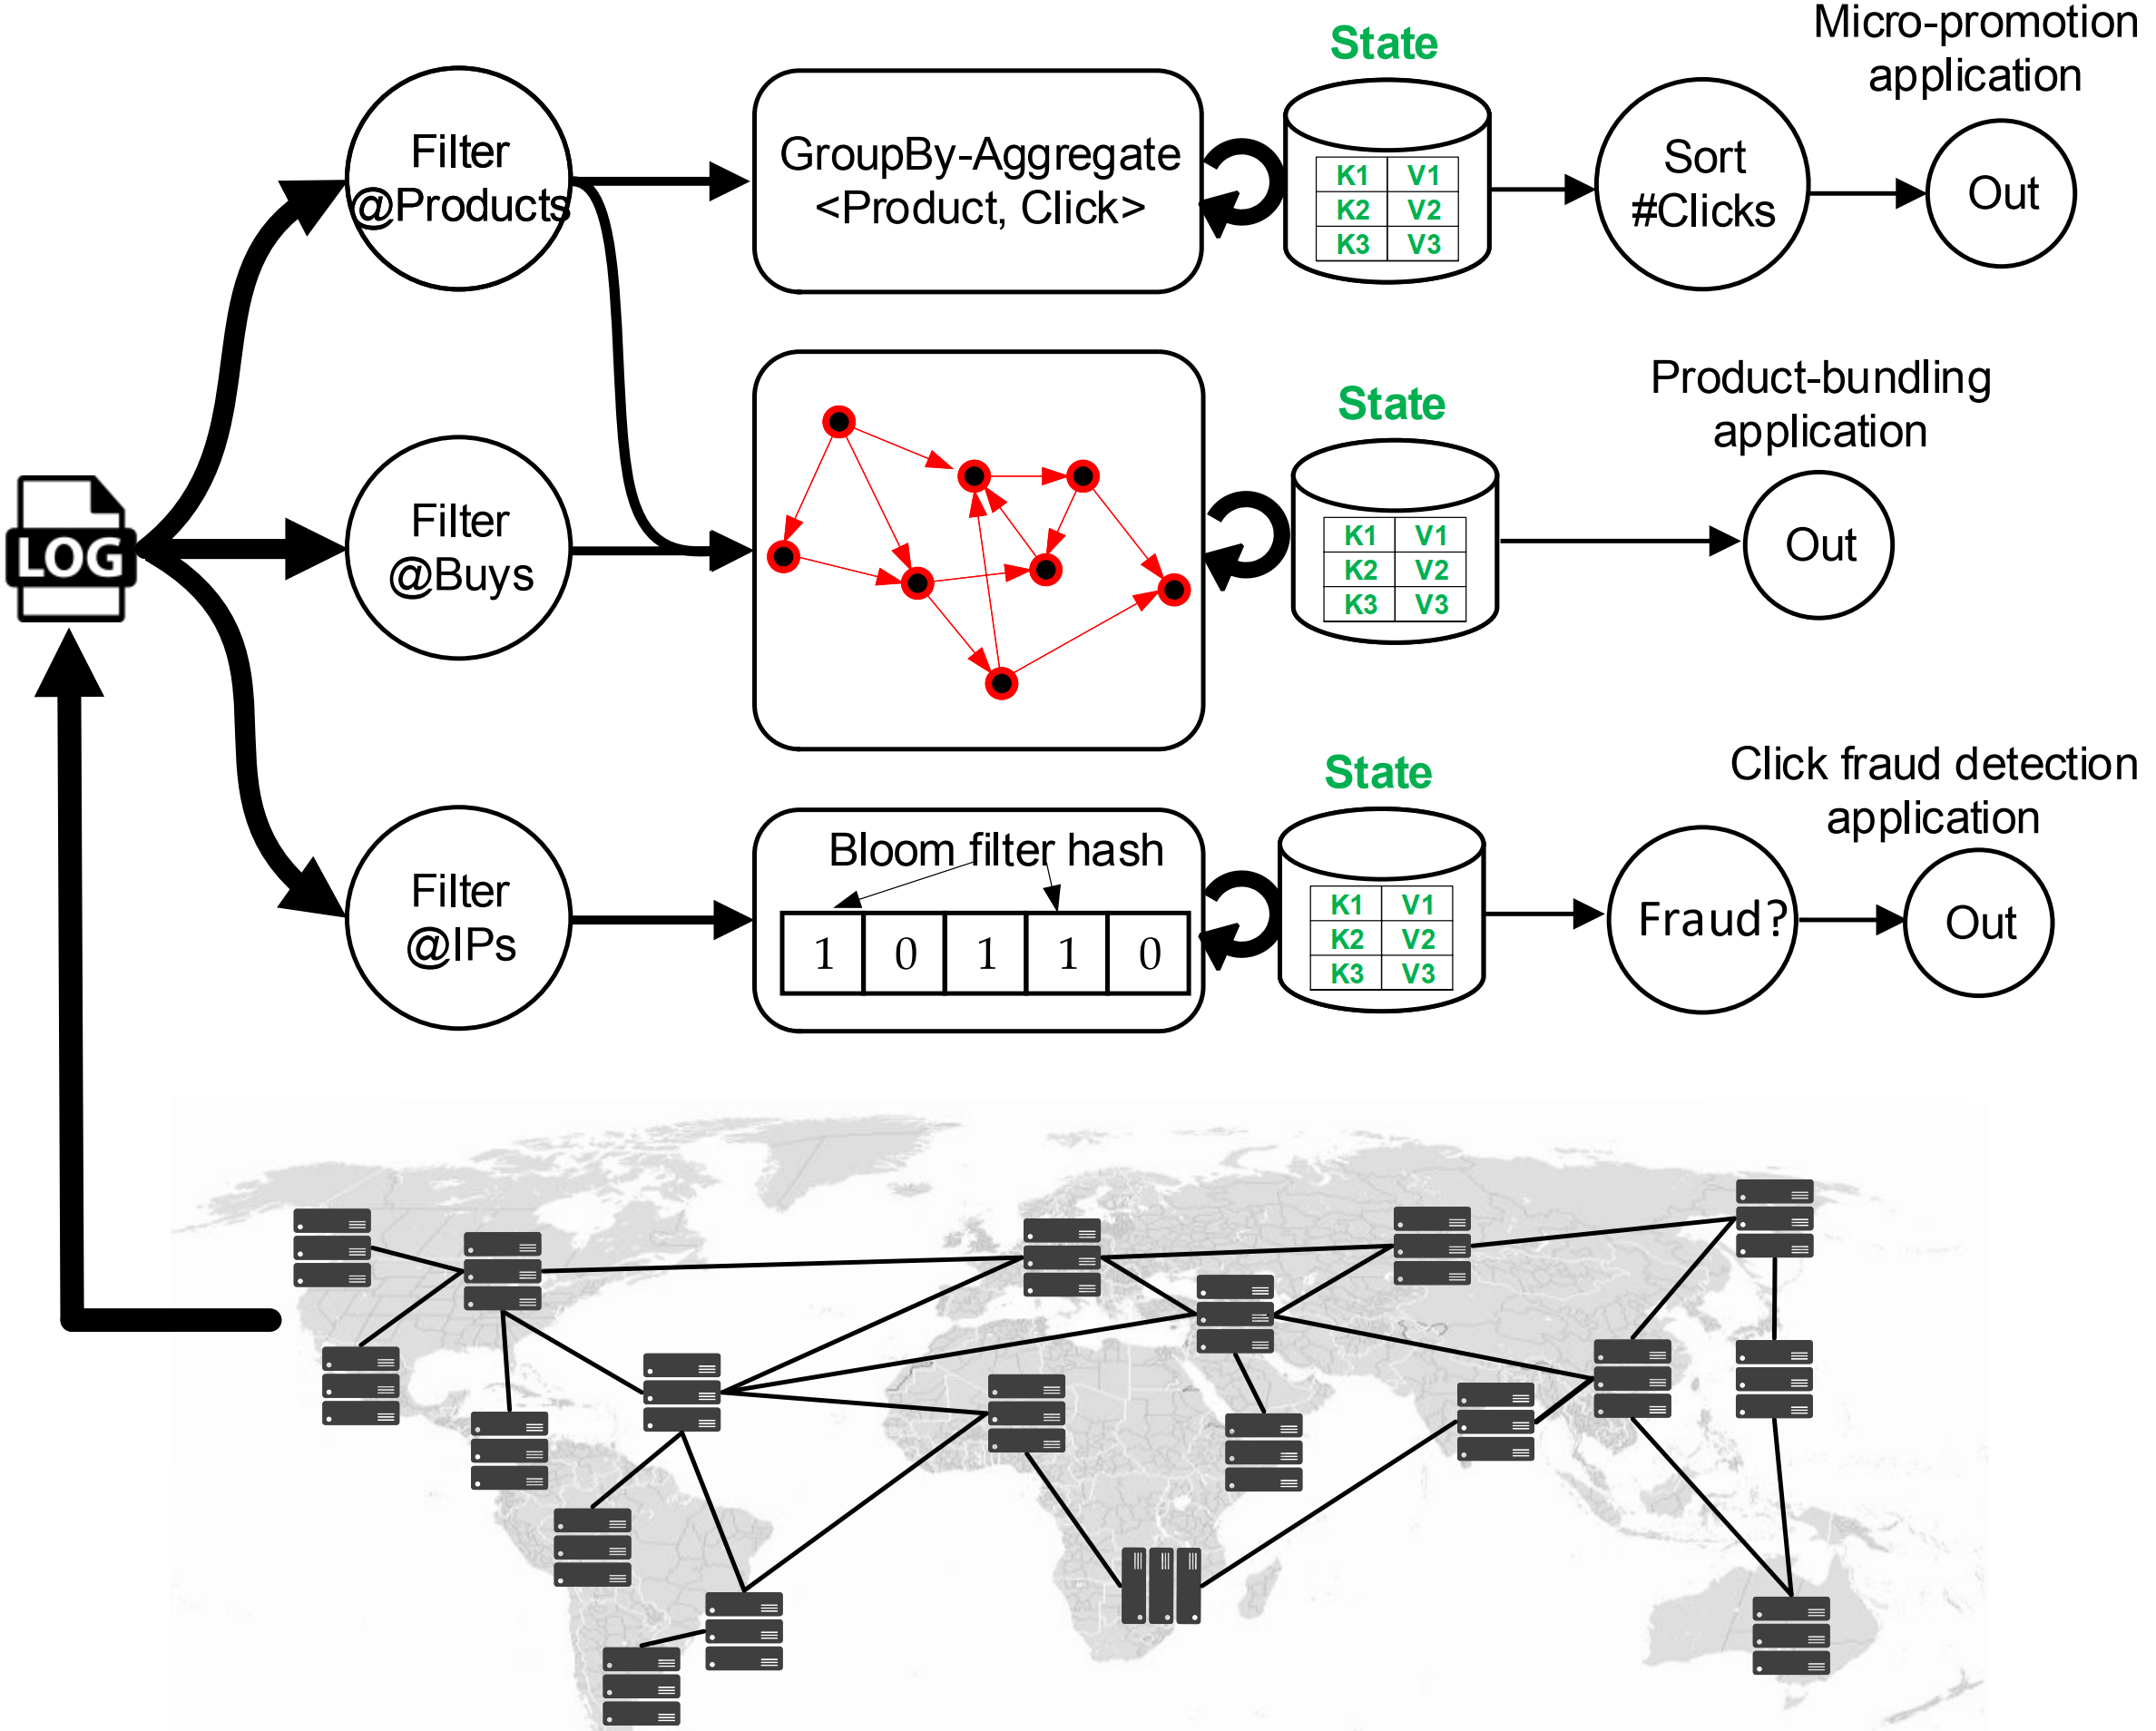 Micro-promotion
application
State
Filter
@Products
GroupBy-Aggregate
<Product, Click>
K1 V1
K2 V2
K3 V3
Sort
#Clicks
Out
Product-bundling
application
State
LOG
Filter
@Buys
K1 V1
K2 V2
K3 V3
Out
Click fraud detection
application
State
Filter
@IPs
Bloom filter hash
1 0 1 1 0
K1 V1
K2 V2
K3 V3
Fraud?
Out